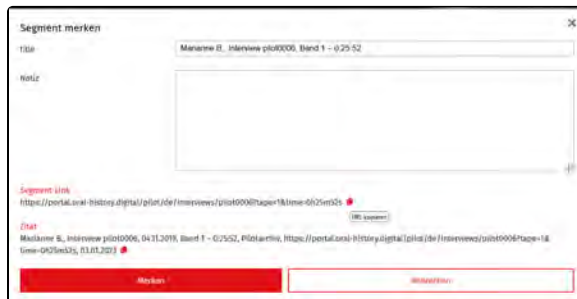 Segment merken
Title
Marianne B., Interview pilot0006, Band 1 – 0:25:52
Notiz
Segment Link
https://portal.oral-history.digital/pilot/de/interviews/pilot0006?tape=1&time=0h25m52s
URL kopieren
Zitat
Marianne B., Interview pilot0006, 04.11.2019, Band 1 – 0:25:52, Pilotarchiv, https://portal.oral-history.digital/pilot/de/interviews/pilot0006?tape=1&
time=0h25m52s, 03.01.2023
Merken